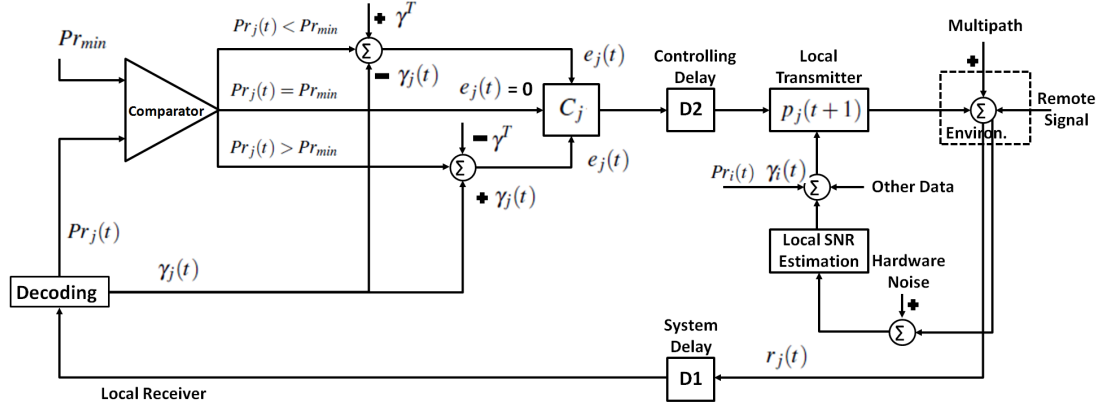 + γ^T
Multipath
Pr_j(t) < Pr_min
+
Pr_min
Σ
e_j(t)
Controlling
Delay
Local
Transmitter
− γ_j(t)
Comparator
Pr_j(t) = Pr_min
e_j(t) = 0
C_j
D2
p_j(t+1)
Σ
Remote
Signal
Environ.
− γ^T
Pr_j(t) > Pr_min
Σ
e_j(t)
Pr_i(t) γ_i(t)
Σ
Other Data
+ γ_j(t)
Pr_j(t)
Local SNR
Estimation
γ_j(t)
Hardware
Noise
Decoding
+
Σ
System
Delay
r_j(t)
D1
Local Receiver